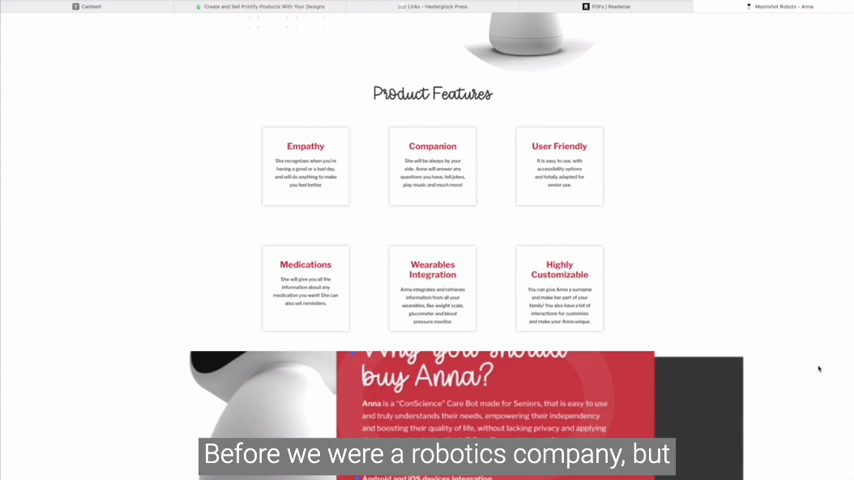 Caldwell
Create and Sell Printify Products With Your Designs
Links – Hesterglock Press
PDFs | Readwise
Moonshot Robots - Anna
Product Features
Empathy
She recognizes when you're
having a good or a bad day,
and will do anything to make
you feel better.
Companion
She will be always by your
side. Anna will answer any
questions you have, tell jokes,
play music and much more!
User Friendly
It is easy to use, with
accessibility options
and totally adapted for
senior use.
Medications
She will give you all the
information about any
medication you want! She can
also set reminders.
Wearables
Integration
Anna integrates and retrieves
information from all your
wearables, like weight scale,
glucometer and blood
pressure monitor.
Highly
Customizable
You can give Anna a surname
and make her part of your
family! You also have a lot of
interactions for customize
and make your Anna unique.
Why you should
buy Anna?
Anna is a “ConScience” Care Bot made for Seniors, that is easy to use
and truly understands their needs, empowering their independency
and boosting their quality of life, without lacking privacy and applying
Before we were a robotics company, but
Android and iOS devices integration